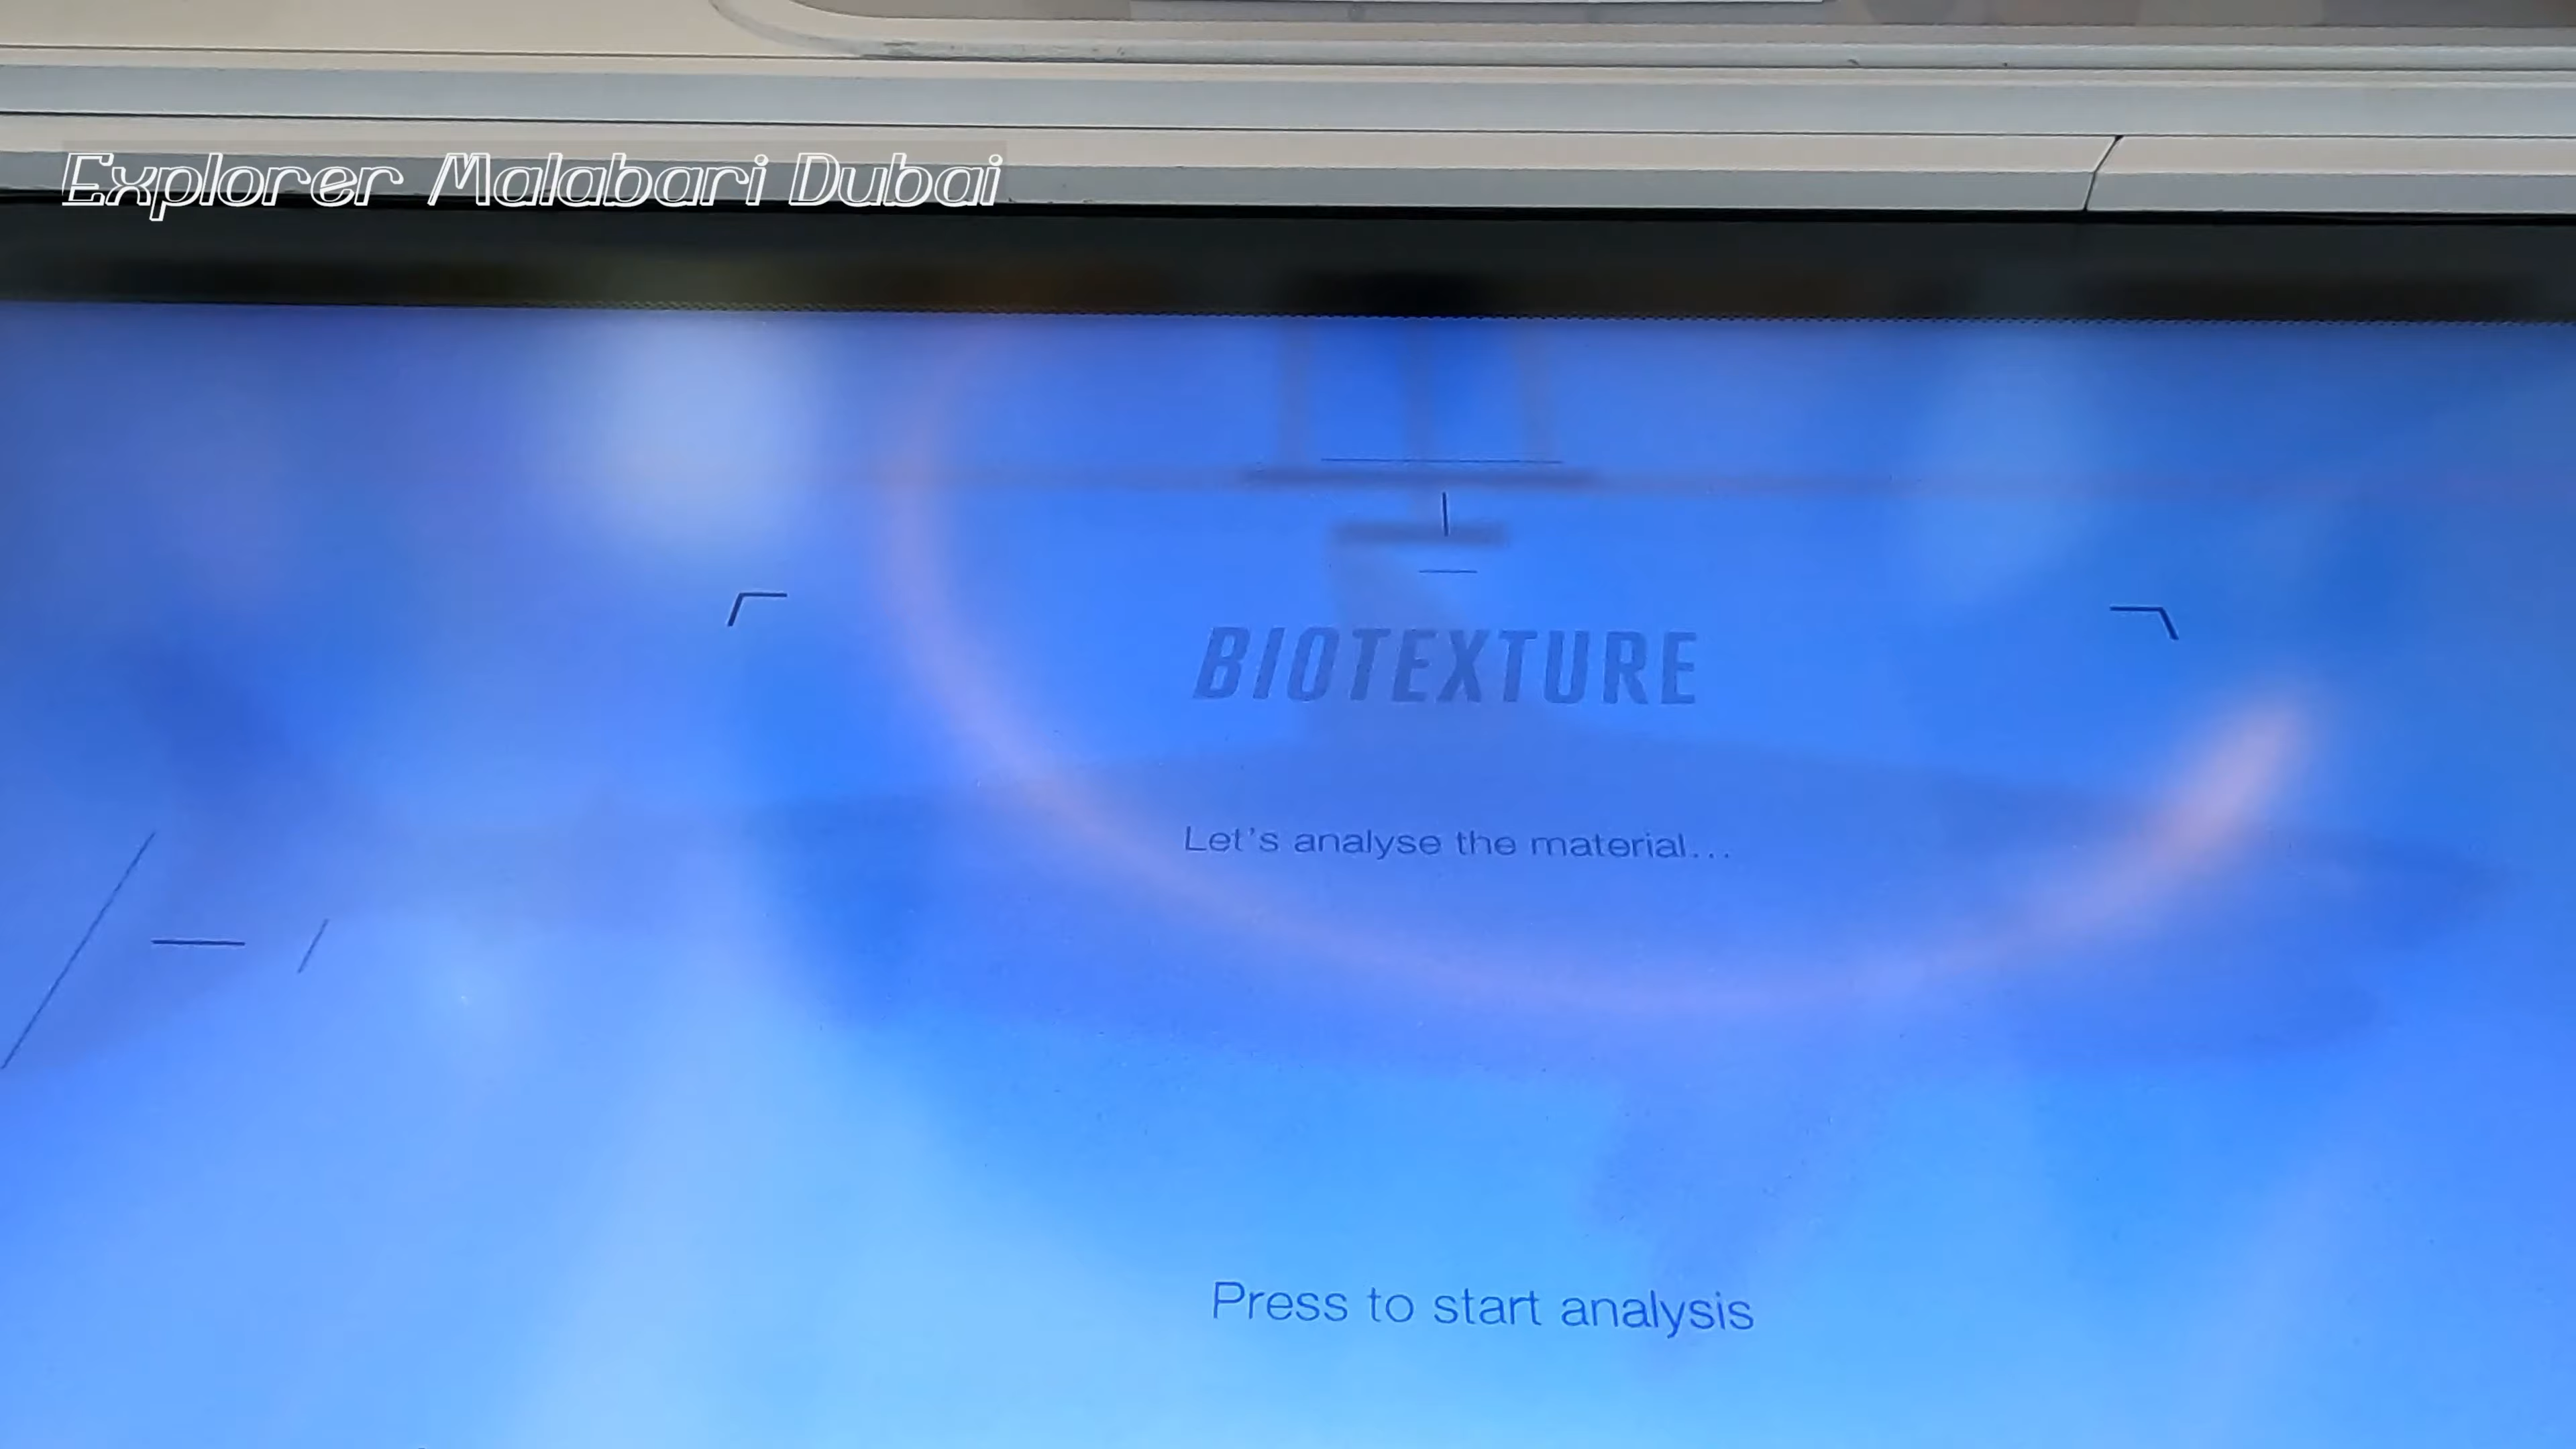 Explorer Malabari Dubai
BIOTEXTURE
Let's analyse the material...
Press to start analysis